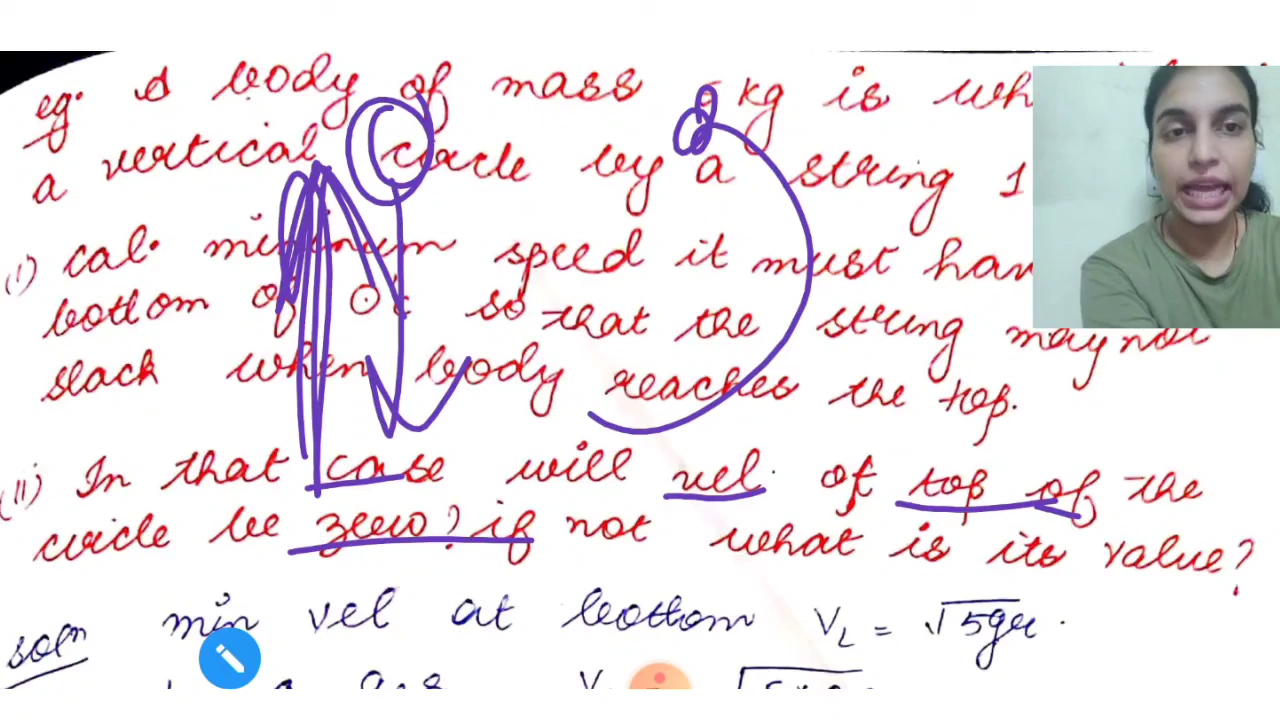 eg. A body of mass kg is
a vertical circle by a string 1
(i) cal. minimum speed it must
bottom of so that the string may not
slack when body reaches the top.
(ii) In that case will vel. of top of the
circle be zero? if not what is its value?
solⁿ min vel at bottom V_L = √5gr.